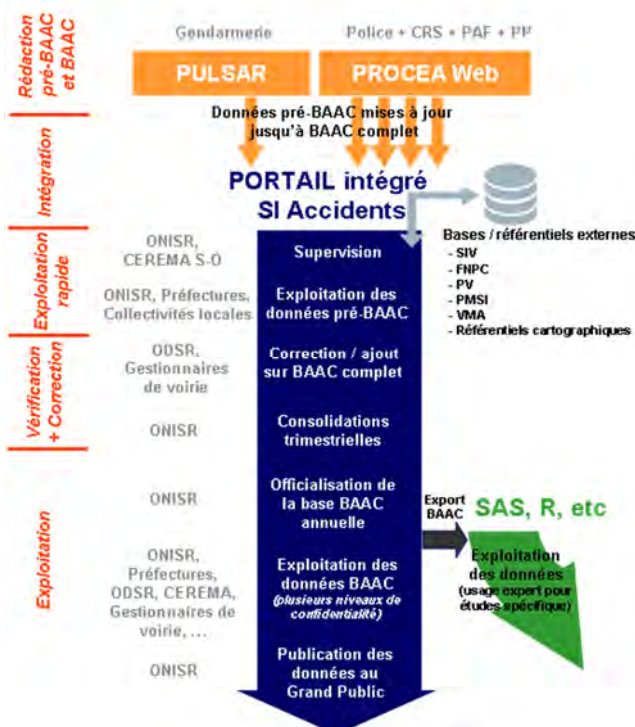 Rédaction
pré-BAAC
et BAAC
Gendarmerie
Police + CRS + PAF + PP
PULSAR
PROCEA Web
Données pré-BAAC mises à jour
jusqu'à BAAC complet
Intégration
PORTAIL intégré
SI Accidents
Bases / référentiels externes
- SIV
- FNPC
- PV
- PMSI
- VMA
- Référentiels cartographiques
Exploitation
rapide
ONISR,
CEREMA S-O
Supervision
ONISR, Préfectures,
Collectivités locales
Exploitation des
données pré-BAAC
Vérification
+ Correction
ODSR,
Gestionnaires
de voirie
Correction / ajout
sur BAAC complet
ONISR
Consolidations
trimestrielles
Exploitation
ONISR
Officialisation de
la base BAAC
annuelle
Export
BAAC
SAS, R, etc
Exploitation
des données
(usage expert pour
études spécifique)
ONISR,
Préfectures,
ODSR, CEREMA,
Gestionnaires de
voirie, ...
Exploitation des
données BAAC
(plusieurs niveaux de
confidentialité)
ONISR
Publication des
données au
Grand Public